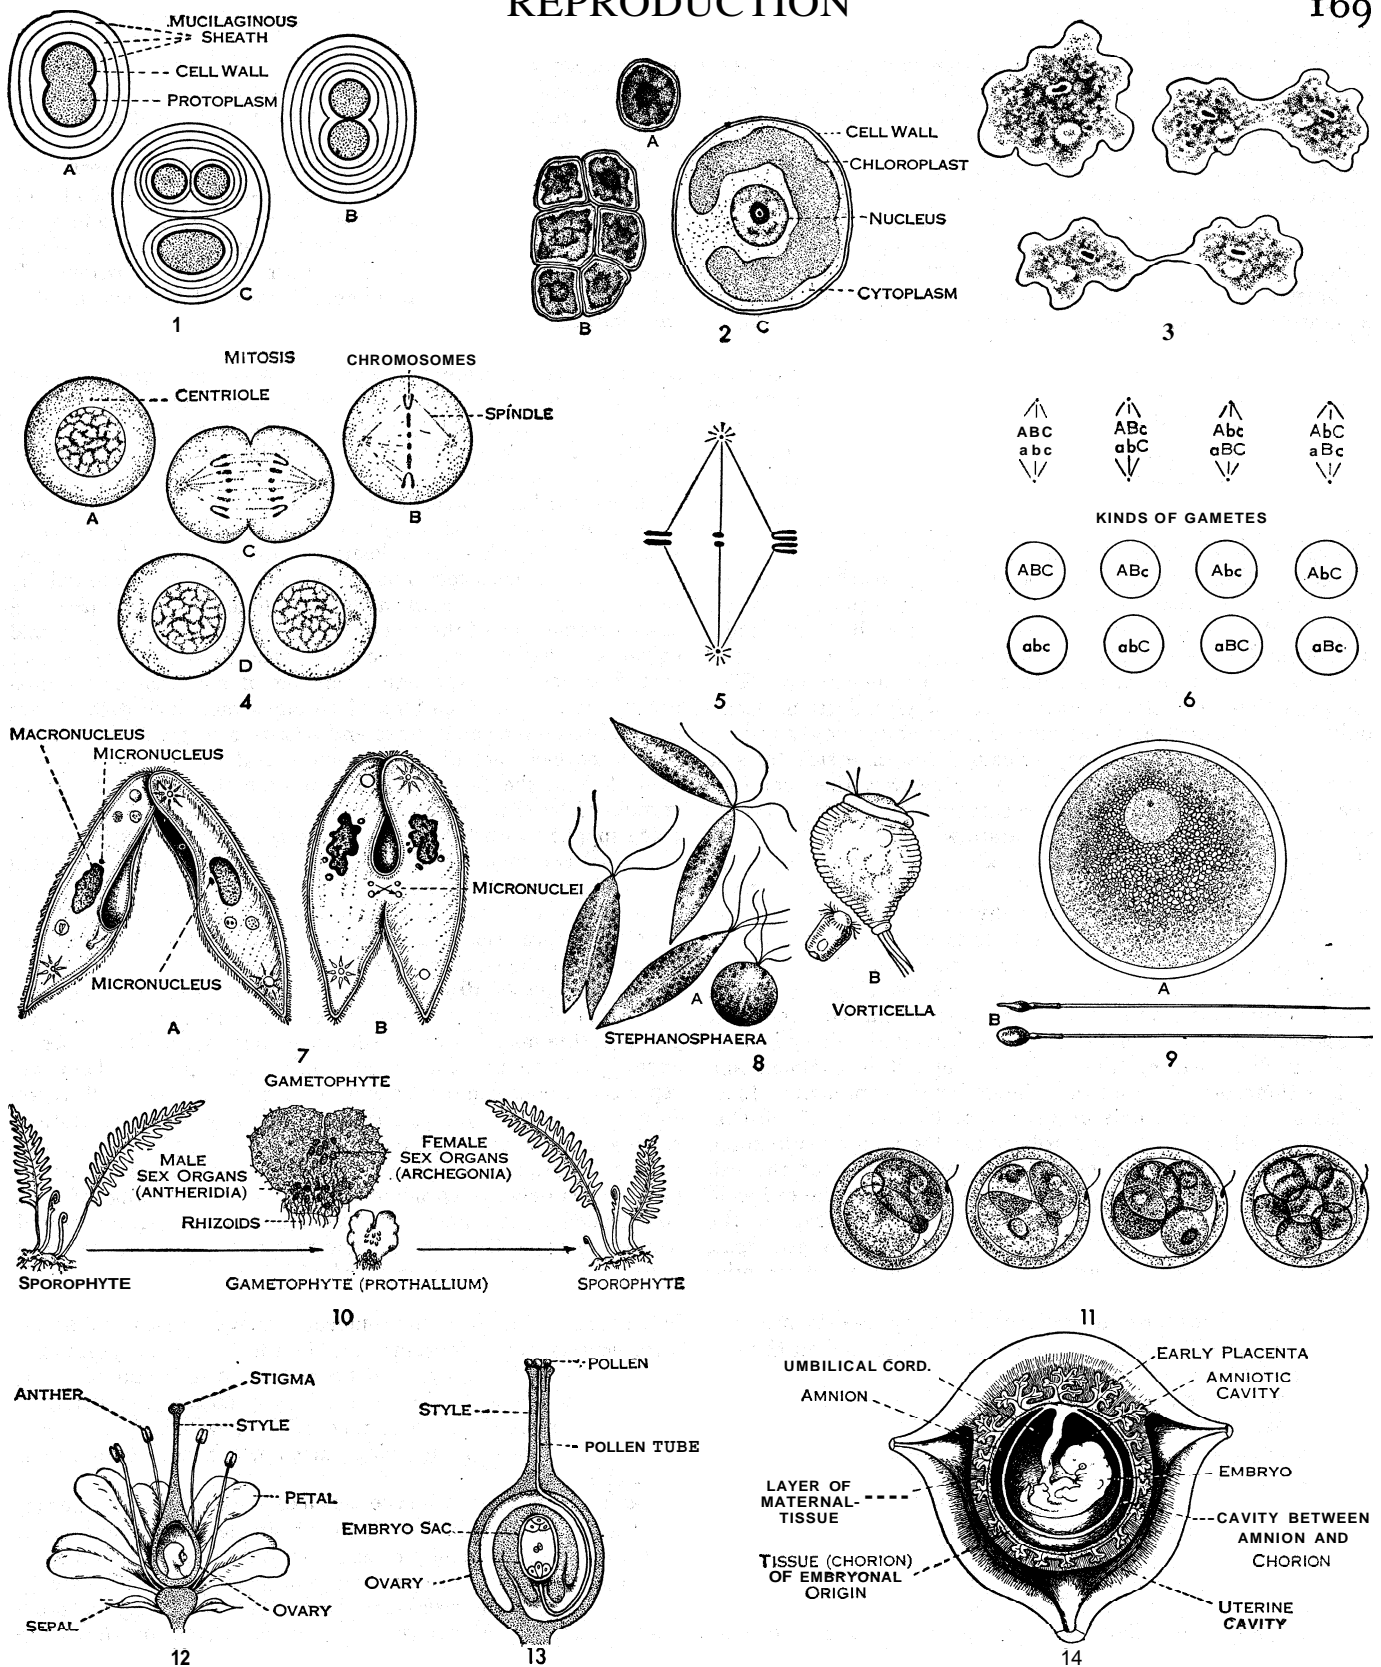 REPRODUCTION
169
MUCILAGINOUS
SHEATH
CELL WALL
PROTOPLASM
A
B
C
1
A
CELL WALL
CHLOROPLAST
NUCLEUS
CYTOPLASM
B
C
2
3
MITOSIS
CHROMOSOMES
CENTRIOLE
SPINDLE
A
B
C
D
4
5
ABC
abc
ABc
abC
Abc
aBC
AbC
aBc
KINDS OF GAMETES
ABC
ABc
Abc
AbC
abc
abC
aBC
aBc
6
MACRONUCLEUS
MICRONUCLEUS
MICRONUCLEI
MICRONUCLEUS
A
B
7
A
STEPHANOSPHAERA
B
VORTICELLA
8
A
B
9
GAMETOPHYTE
MALE
SEX ORGANS
(ANTHERIDIA)
FEMALE
SEX ORGANS
(ARCHEGONIA)
RHIZOIDS
SPOROPHYTE
GAMETOPHYTE (PROTHALLIUM)
SPOROPHYTE
10
11
ANTHER
STIGMA
STYLE
PETAL
OVARY
SEPAL
12
POLLEN
STYLE
POLLEN TUBE
EMBRYO SAC
OVARY
13
UMBILICAL CORD.
AMNION
LAYER OF
MATERNAL
TISSUE
TISSUE (CHORION)
OF EMBRYONAL
ORIGIN
EARLY PLACENTA
AMNIOTIC
CAVITY
EMBRYO
CAVITY BETWEEN
AMNION AND
CHORION
UTERINE
CAVITY
14